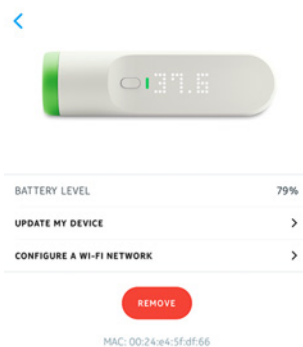 37.6
BATTERY LEVEL 79%
UPDATE MY DEVICE
CONFIGURE A WI-FI NETWORK
REMOVE
MAC: 00:24:e4:5f:df:66